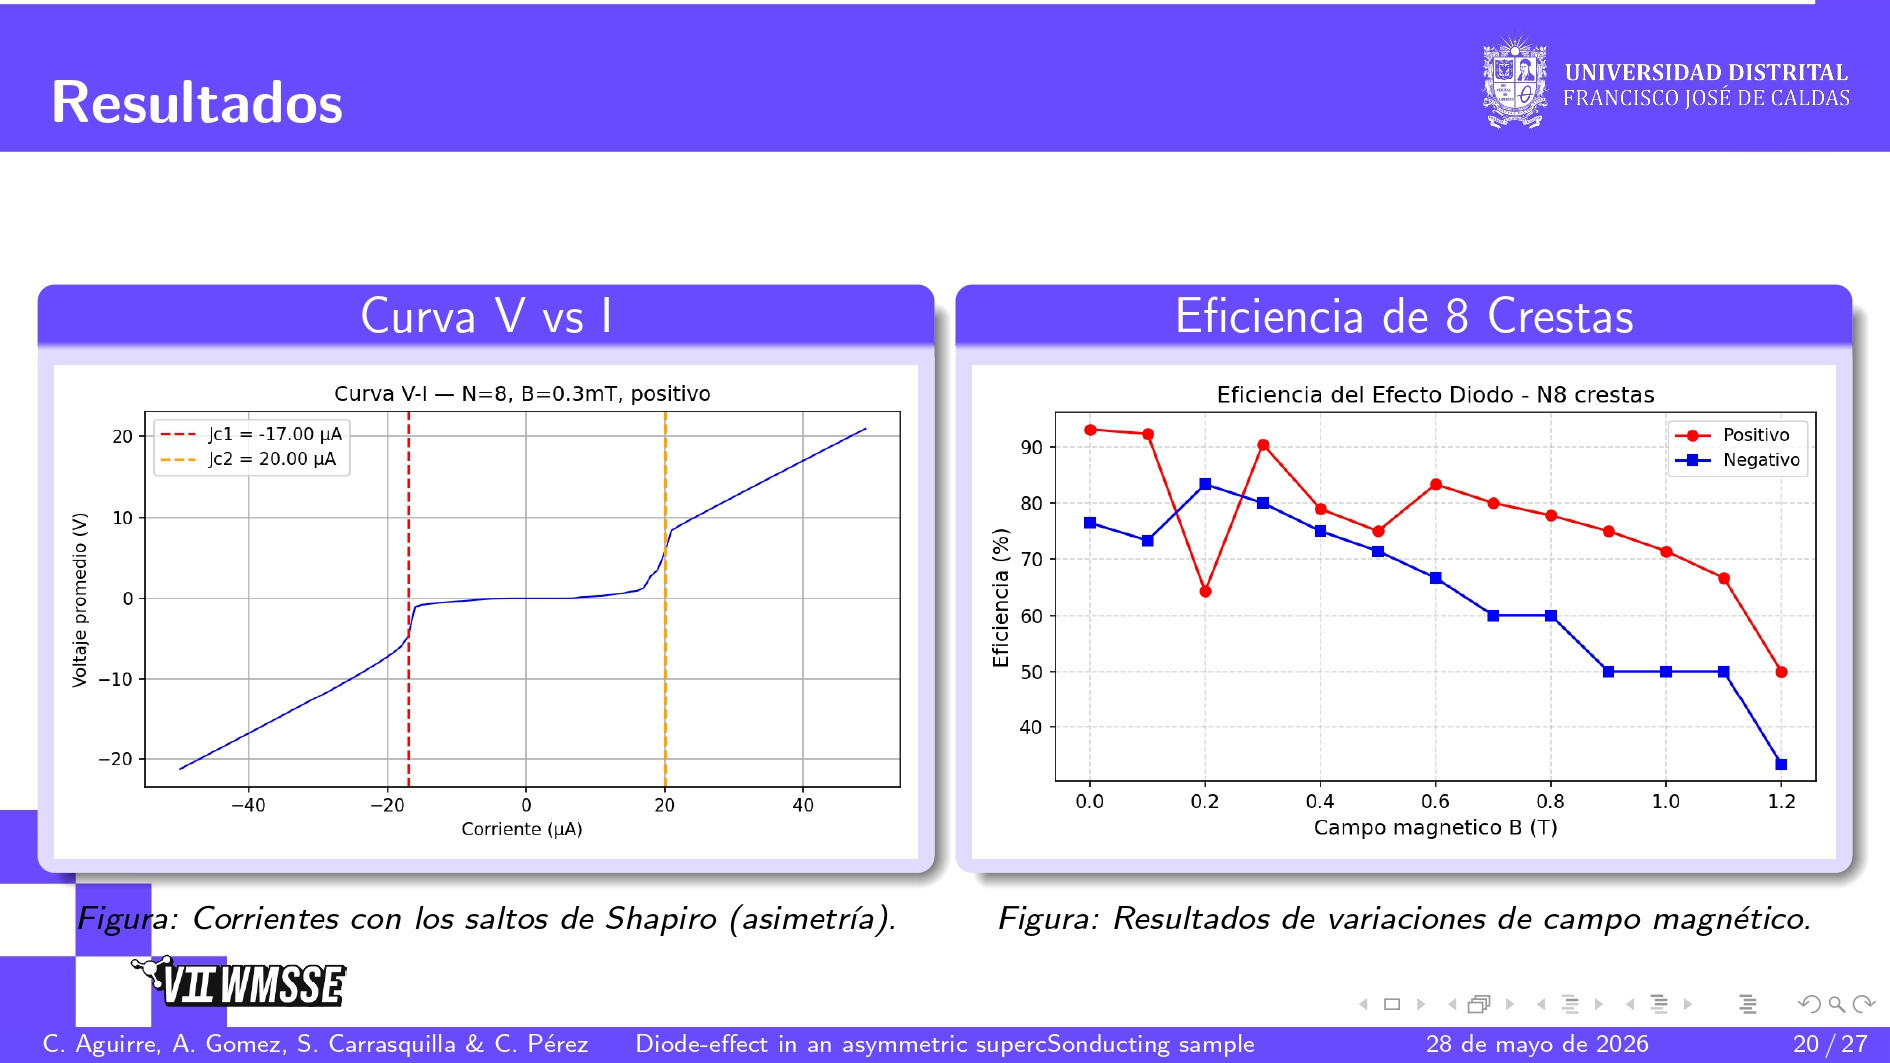 Resultados
UNIVERSIDAD DISTRITAL
FRANCISCO JOSÉ DE CALDAS
Curva V vs I
Curva V-I — N=8, B=0.3mT, positivo
Jc1 = -17.00 µA
Jc2 = 20.00 µA
20
10
0
−10
−20
Voltaje promedio (V)
−40 −20 0 20 40
Corriente (µA)
Figura: Corrientes con los saltos de Shapiro (asimetría).
Eficiencia de 8 Crestas
Eficiencia del Efecto Diodo - N8 crestas
Positivo
Negativo
90
80
70
60
50
40
Eficiencia (%)
0.0 0.2 0.4 0.6 0.8 1.0 1.2
Campo magnetico B (T)
Figura: Resultados de variaciones de campo magnético.
VII WMSSE
C. Aguirre, A. Gomez, S. Carrasquilla & C. Pérez Diode-effect in an asymmetric supercSonducting sample 28 de mayo de 2026 20 / 27